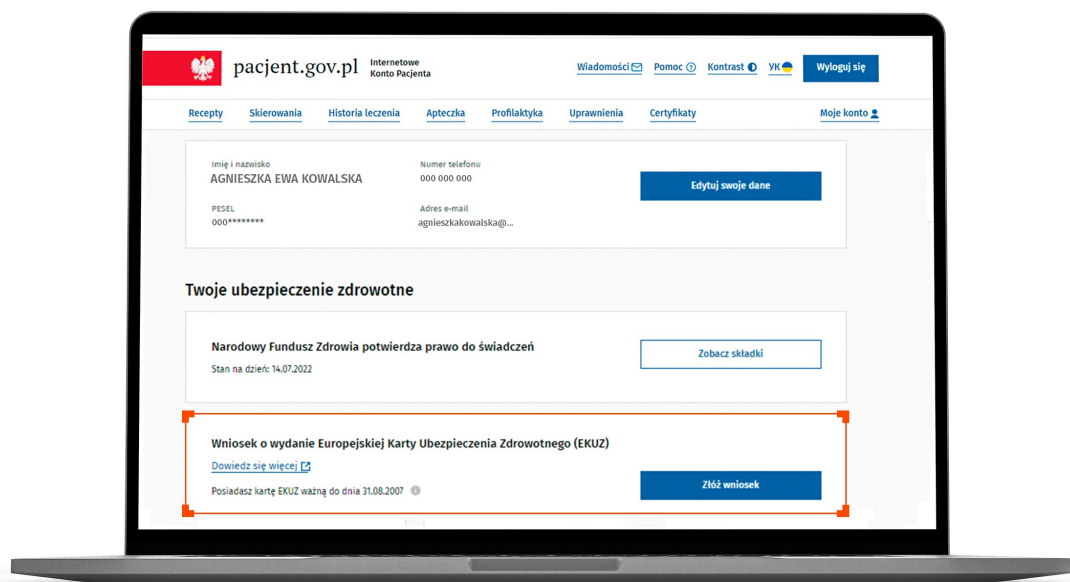 pacjent.gov.pl
Internetowe
Konto Pacjenta
Wiadomości Pomoc Kontrast УК Wyloguj się
Recepty Skierowania Historia leczenia Apteczka Profilaktyka Uprawnienia Certyfikaty Moje konto
Imię i nazwisko Numer telefonu
AGNIESZKA EWA KOWALSKA 000 000 000
Edytuj swoje dane
PESEL Adres e-mail
000******** agnieszkakowalska@...
Twoje ubezpieczenie zdrowotne
Narodowy Fundusz Zdrowia potwierdza prawo do świadczeń
Zobacz składki
Stan na dzień: 14.07.2022
Wniosek o wydanie Europejskiej Karty Ubezpieczenia Zdrowotnego (EKUZ)
Dowiedz się więcej
Złóż wniosek
Posiadasz kartę EKUZ ważną do dnia 31.08.2007